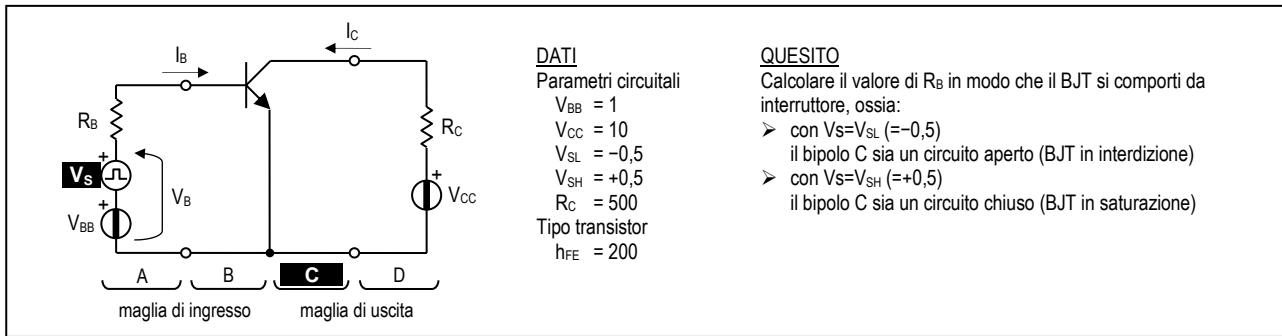 I_B
I_C
R_B
R_C
+
V_S
+
V_BB
V_B
+
V_CC
A B C D
maglia di ingresso maglia di uscita
DATI
Parametri circuitali
V_BB = 1
V_CC = 10
V_SL = −0,5
V_SH = +0,5
R_C = 500
Tipo transistor
h_FE = 200
QUESITO
Calcolare il valore di R_B in modo che il BJT si comporti da
interruttore, ossia:
➢ con Vs=V_SL (=−0,5)
il bipolo C sia un circuito aperto (BJT in interdizione)
➢ con Vs=V_SH (=+0,5)
il bipolo C sia un circuito chiuso (BJT in saturazione)